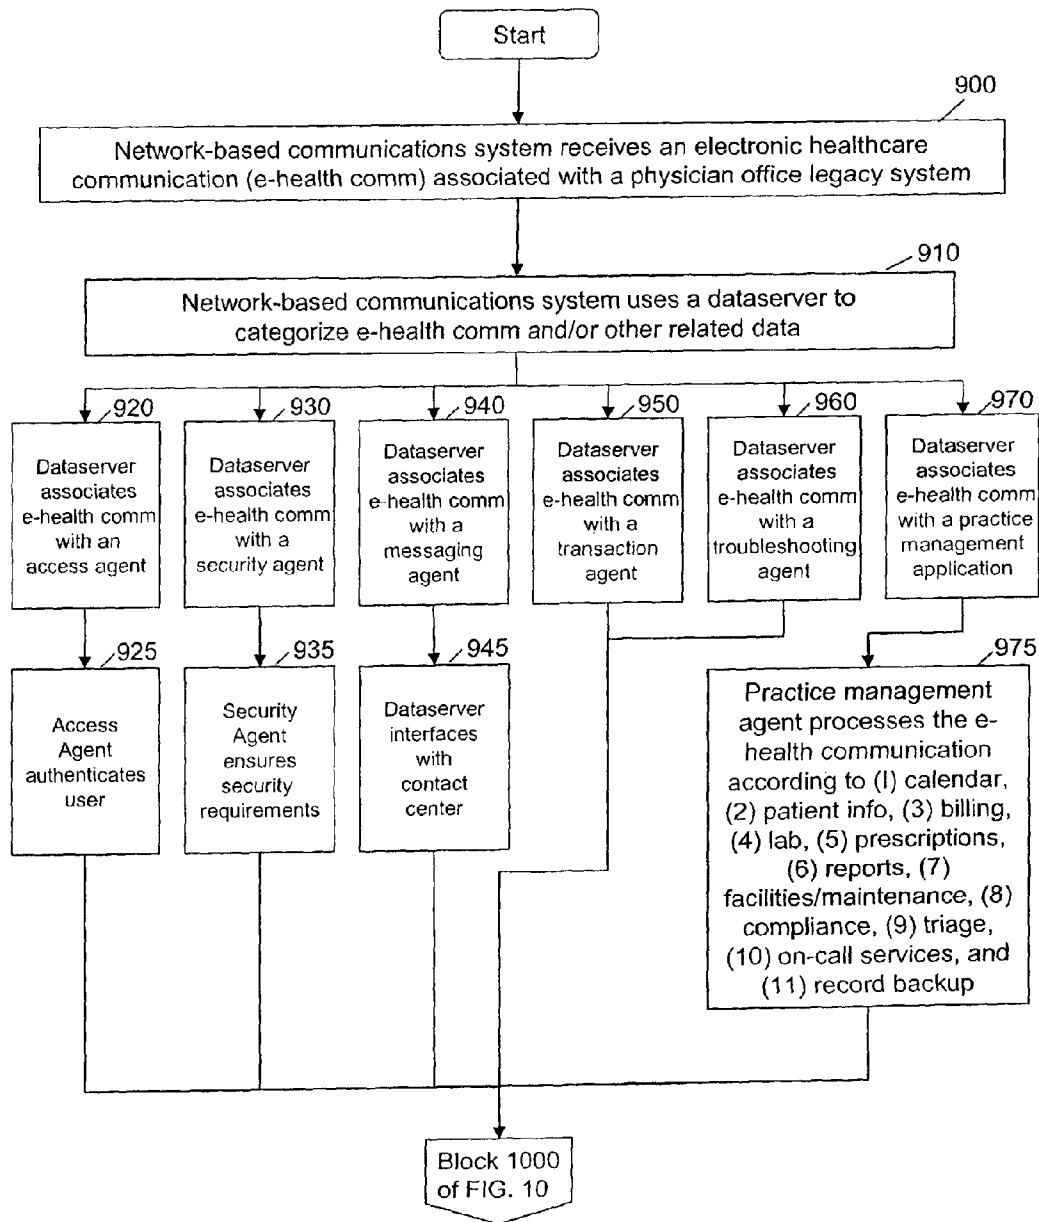 Start
900
Network-based communications system receives an electronic healthcare
communication (e-health comm) associated with a physician office legacy system
910
Network-based communications system uses a dataserver to
categorize e-health comm and/or other related data
920
Dataserver
associates
e-health comm
with an
access agent
930
Dataserver
associates
e-health comm
with a
security agent
940
Dataserver
associates
e-health comm
with a
messaging
agent
950
Dataserver
associates
e-health comm
with a
transaction
agent
960
Dataserver
associates
e-health comm
with a
troubleshooting
agent
970
Dataserver
associates
e-health comm
with a practice
management
application
925
Access
Agent
authenticates
user
935
Security
Agent
ensures
security
requirements
945
Dataserver
interfaces
with
contact
center
975
Practice management
agent processes the e-
health communication
according to (I) calendar,
(2) patient info, (3) billing,
(4) lab, (5) prescriptions,
(6) reports, (7)
facilities/maintenance, (8)
compliance, (9) triage,
(10) on-call services, and
(11) record backup
Block 1000
of FIG. 10